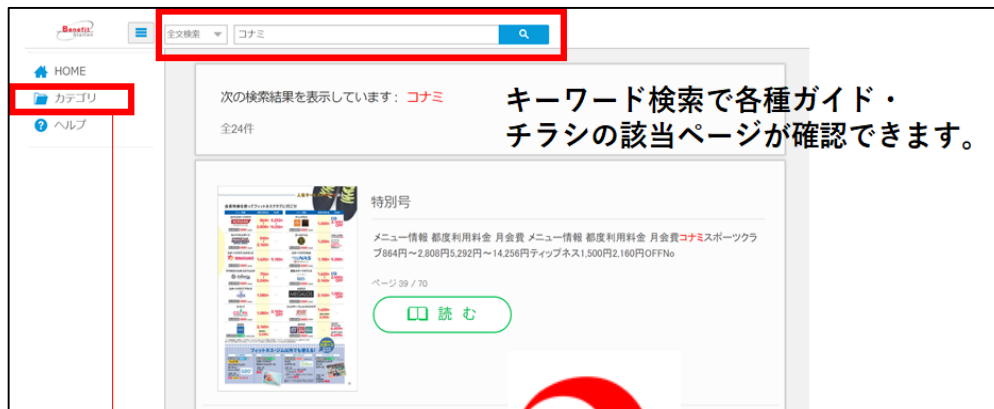 Benefit
Station
全文検索 コナミ
HOME
カテゴリ
ヘルプ
次の検索結果を表示しています: コナミ
全24件
キーワード検索で各種ガイド・
チラシの該当ページが確認できます。
特別号
メニュー情報 都度利用料金 月会費 メニュー情報 都度利用料金 月会費コナミスポーツクラ
ブ864円～2,808円5,292円～14,256円ティップネス1,500円2,160円OFFNo
ページ 39 / 70
読 む